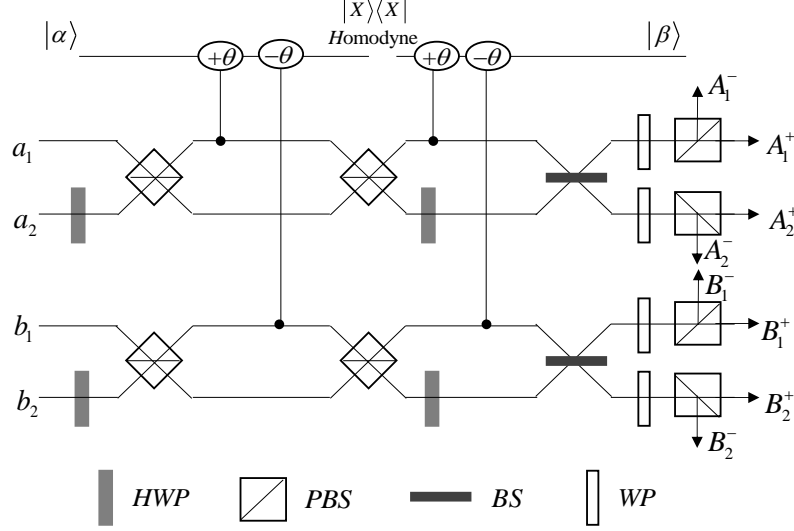 |α⟩ |X⟩⟨X| |β⟩
Homodyne
+θ −θ +θ −θ
A₁⁻
a₁ A₁⁺
a₂ A₂⁺
A₂⁻
B₁⁻
b₁ B₁⁺
b₂ B₂⁺
B₂⁻
HWP PBS BS WP